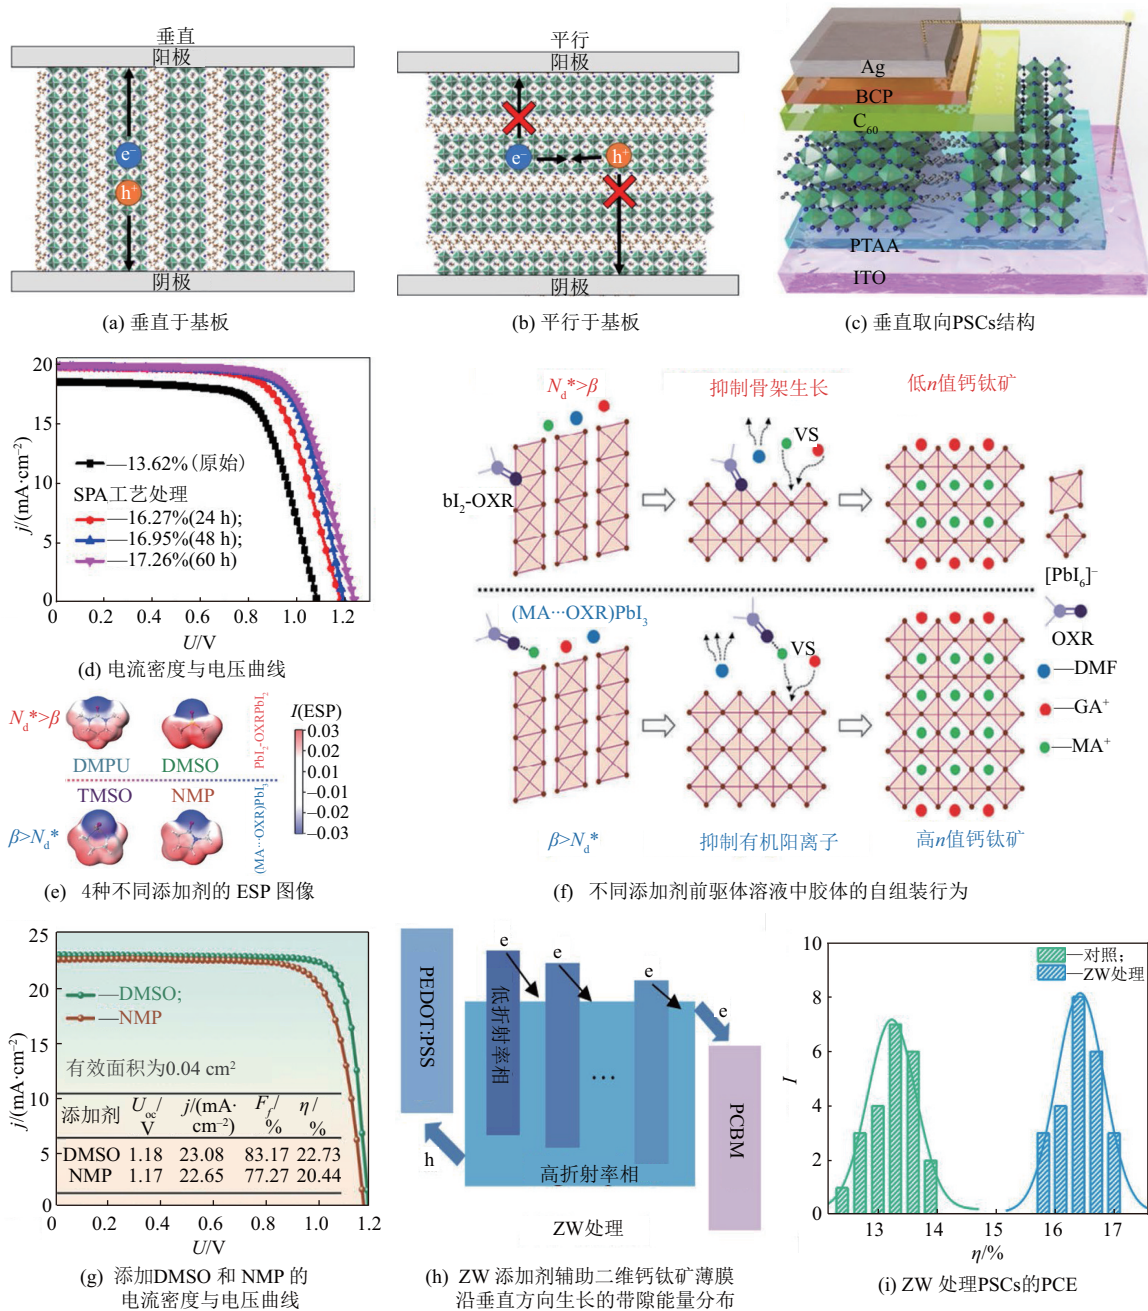 垂直
阳极
e⁻
h⁺
阴极
(a) 垂直于基板
平行
阳极
e⁻
h⁺
阴极
(b) 平行于基板
Ag
BCP
C₆₀
PTAA
ITO
(c) 垂直取向PSCs结构
20
15
10
5
0
j/(mA·cm⁻²)
—13.62%(原始)
SPA工艺处理
—16.27%(24 h);
—16.95%(48 h);
—17.26%(60 h)
0 0.2 0.4 0.6 0.8 1.0 1.2
U/V
(d) 电流密度与电压曲线
N_d*>β
DMPU DMSO
PbI₂-OXRPbI₂
TMSO NMP
β>N_d*
(MA···OXR)PbI₃
I(ESP)
0.03
0.02
0.01
−0.01
−0.02
−0.03
(e) 4种不同添加剂的 ESP 图像
N_d*>β
抑制骨架生长
低n值钙钛矿
bI₂-OXR
VS
[PbI₆]⁻
OXR
—DMF
—GA⁺
—MA⁺
(MA···OXR)PbI₃
VS
β>N_d*
抑制有机阳离子
高n值钙钛矿
(f) 不同添加剂前驱体溶液中胶体的自组装行为
25
20
15
10
5
0
j/(mA·cm⁻²)
—DMSO;
—NMP
有效面积为0.04 cm²
添加剂 U_oc/V j/(mA·cm⁻²) F_f/% η/%
DMSO 1.18 23.08 83.17 22.73
NMP 1.17 22.65 77.27 20.44
0 0.2 0.4 0.6 0.8 1.0 1.2
U/V
(g) 添加DMSO 和 NMP 的
电流密度与电压曲线
PEDOT:PSS
e
e
e
e
低折射率相
···
h
高折射率相
PCBM
ZW处理
(h) ZW 添加剂辅助二维钙钛矿薄膜
沿垂直方向生长的带隙能量分布
10
8
6
4
2
0
I
—对照;
—ZW处理
13 14 15 16 17
η/%
(i) ZW 处理PSCs的PCE